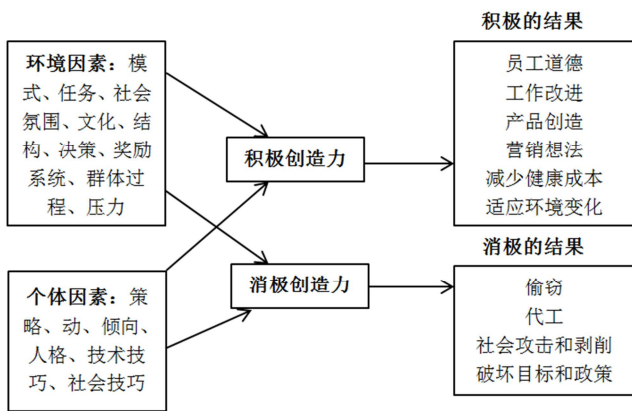 环境因素：模
式、任务、社会
氛围、文化、结
构、决策、奖励
系统、群体过
程、压力
个体因素：策
略、动、倾向、
人格、技术技
巧、社会技巧
积极创造力
消极创造力
积极的结果
员工道德
工作改进
产品创造
营销想法
减少健康成本
适应环境变化
消极的结果
偷窃
代工
社会攻击和剥削
破坏目标和政策